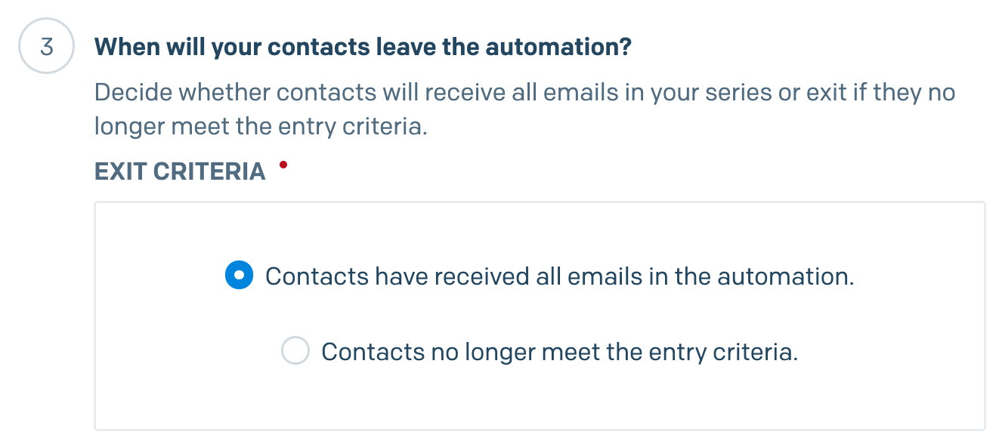 3
When will your contacts leave the automation?
Decide whether contacts will receive all emails in your series or exit if they no
longer meet the entry criteria.
EXIT CRITERIA
Contacts have received all emails in the automation.
Contacts no longer meet the entry criteria.